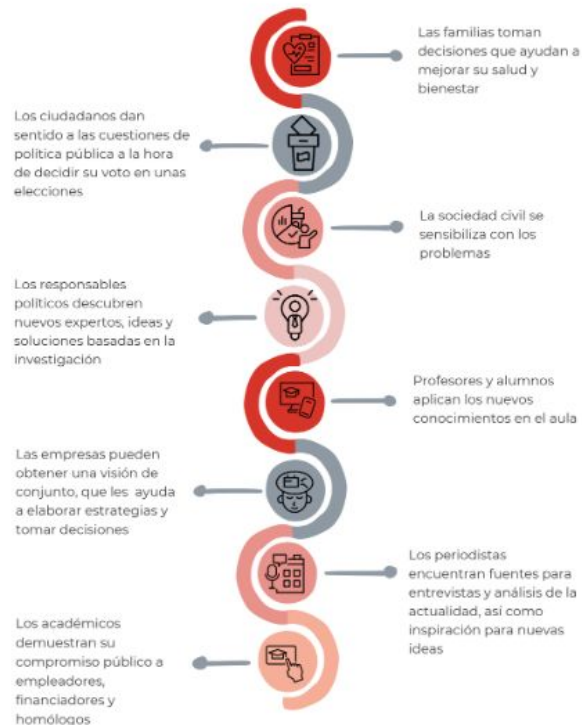 Las familias toman
decisiones que ayudan a
mejorar su salud y
bienestar
Los ciudadanos dan
sentido a las cuestiones de
política pública a la hora
de decidir su voto en unas
elecciones
La sociedad civil se
sensibiliza con los
problemas
Los responsables
políticos descubren
nuevos expertos, ideas y
soluciones basadas en la
investigación
Profesores y alumnos
aplican los nuevos
conocimientos en el aula
Las empresas pueden
obtener una visión de
conjunto, que les ayuda
a elaborar estrategias y
tomar decisiones
Los periodistas
encuentran fuentes para
entrevistas y análisis de la
actualidad, así como
inspiración para nuevas
ideas
Los académicos
demuestran su
compromiso público a
empleadores,
financiadores y
homólogos